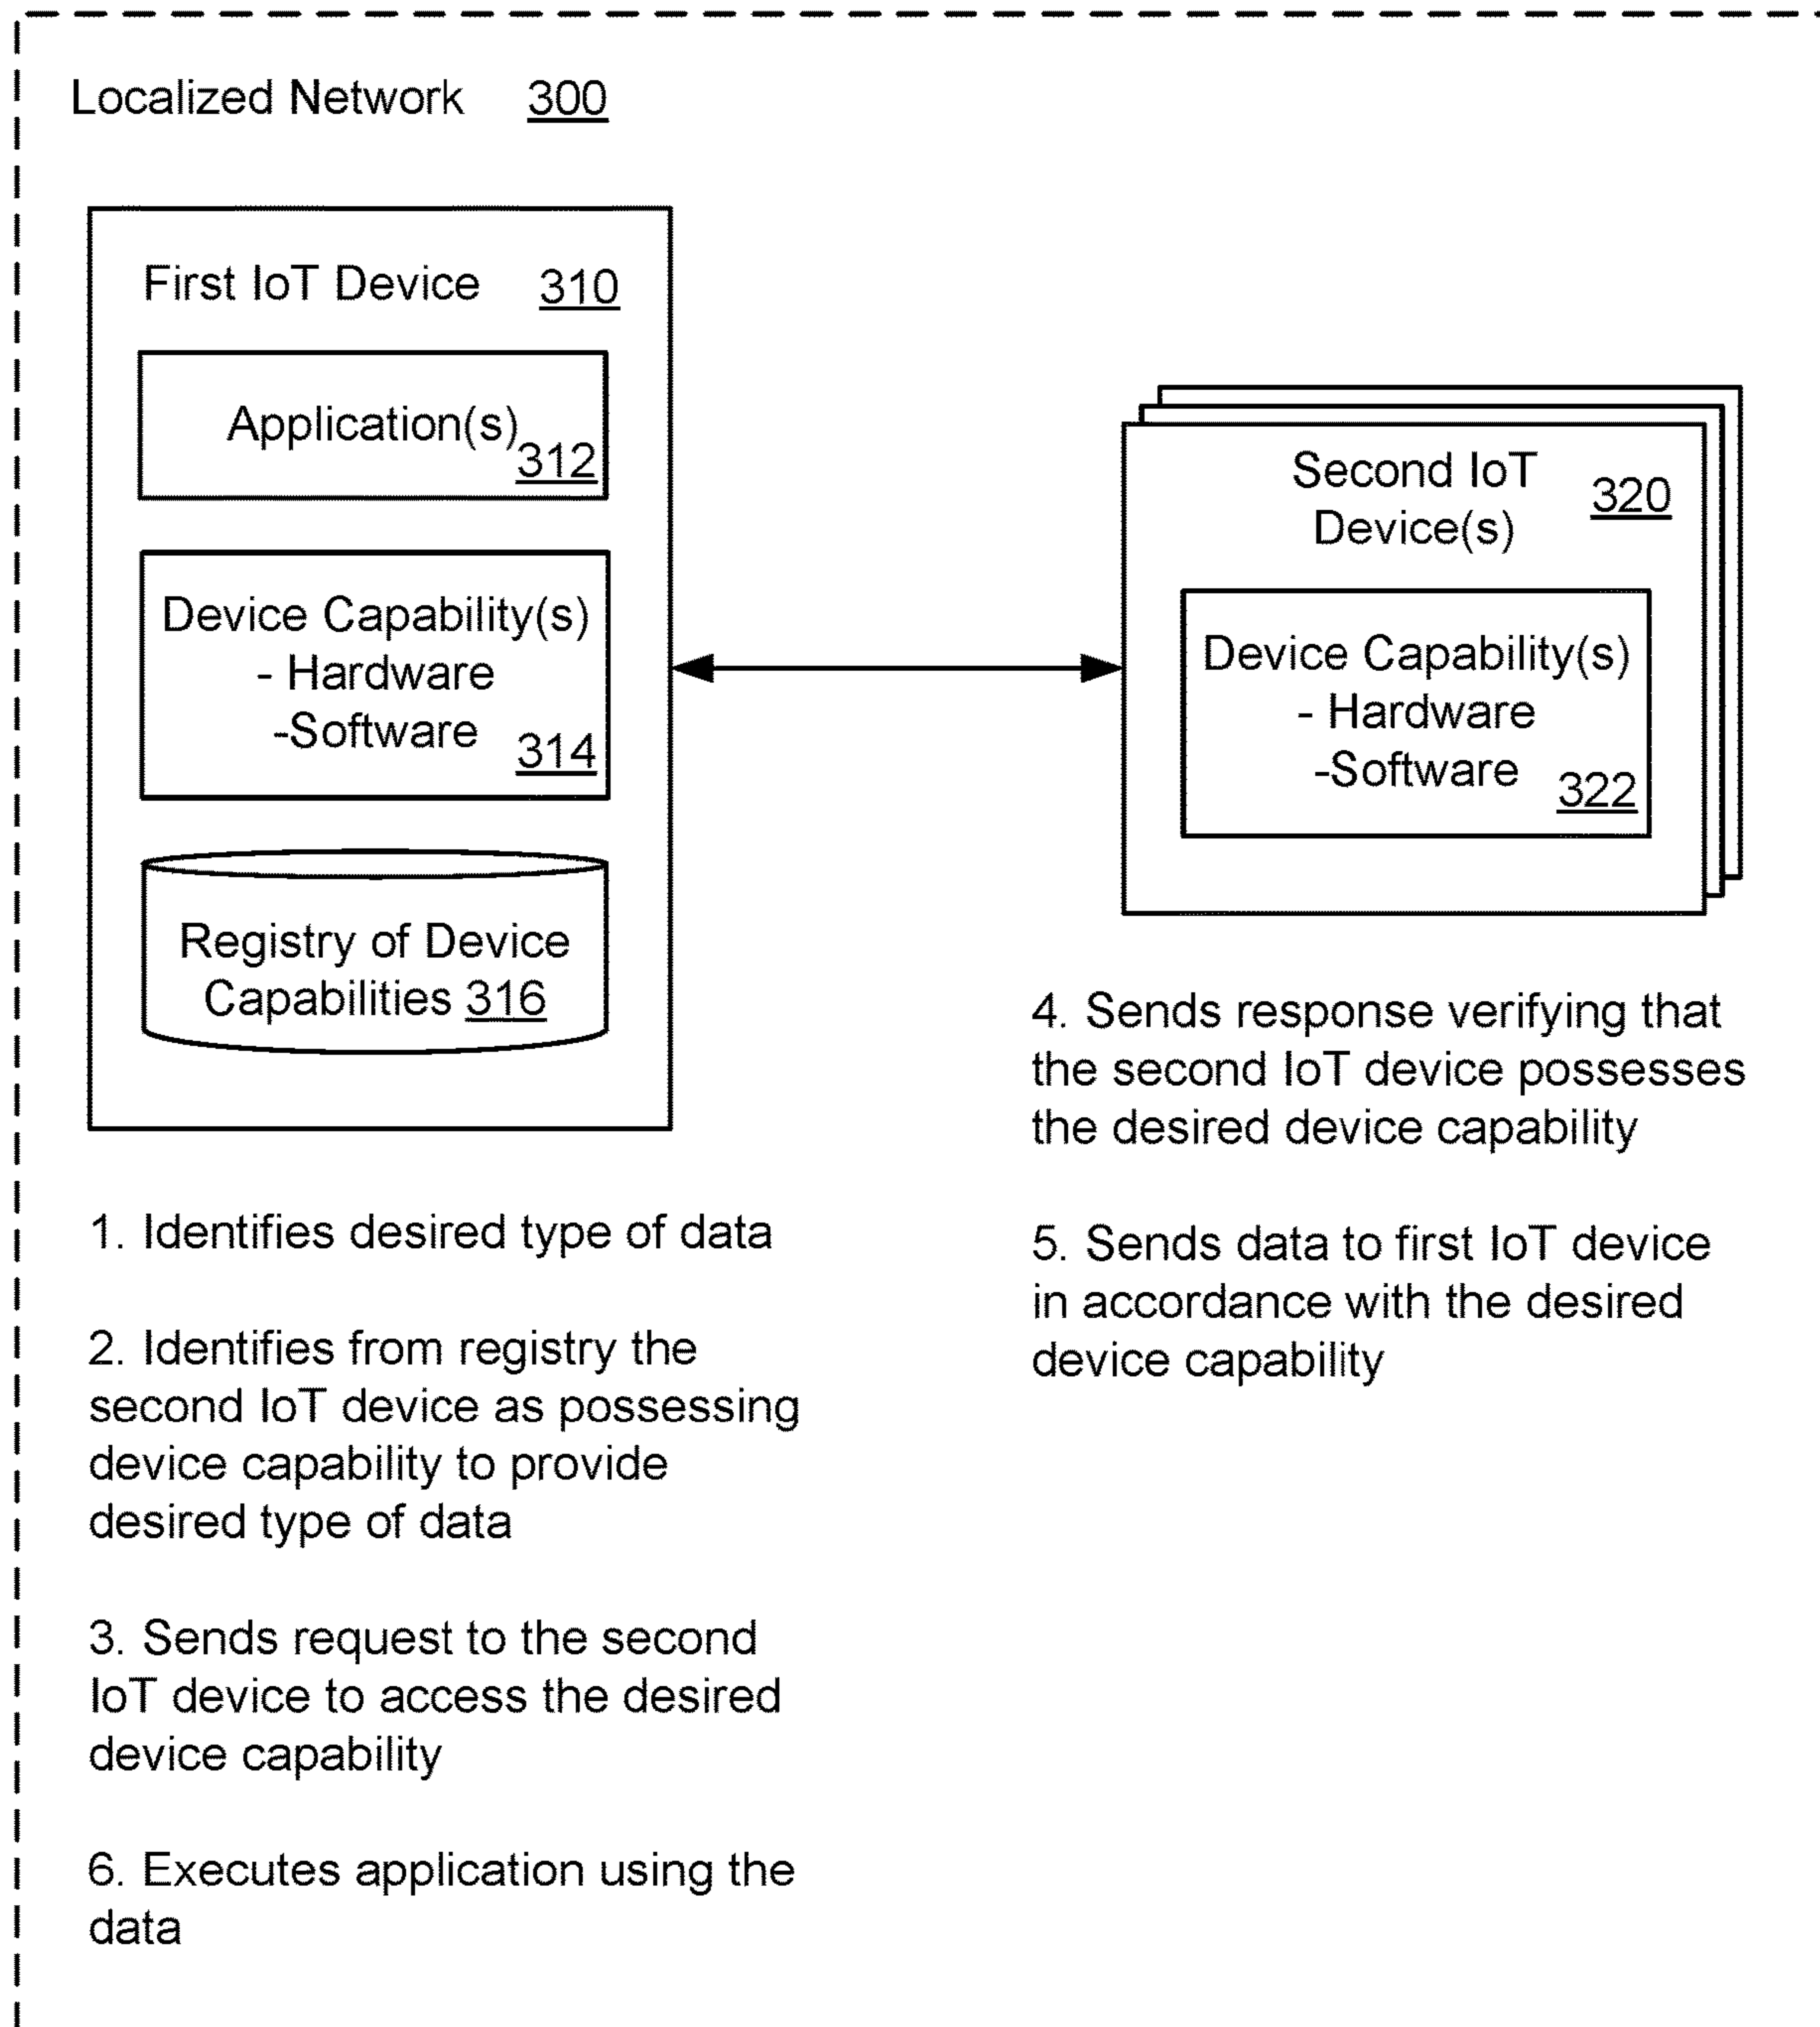 Localized Network 300
First IoT Device 310
Application(s) 312
Device Capability(s)
- Hardware
-Software 314
Registry of Device
Capabilities 316
Second IoT
Device(s) 320
Device Capability(s)
- Hardware
-Software 322
1. Identifies desired type of data
2. Identifies from registry the
second IoT device as possessing
device capability to provide
desired type of data
3. Sends request to the second
IoT device to access the desired
device capability
4. Sends response verifying that
the second IoT device possesses
the desired device capability
5. Sends data to first IoT device
in accordance with the desired
device capability
6. Executes application using the
data